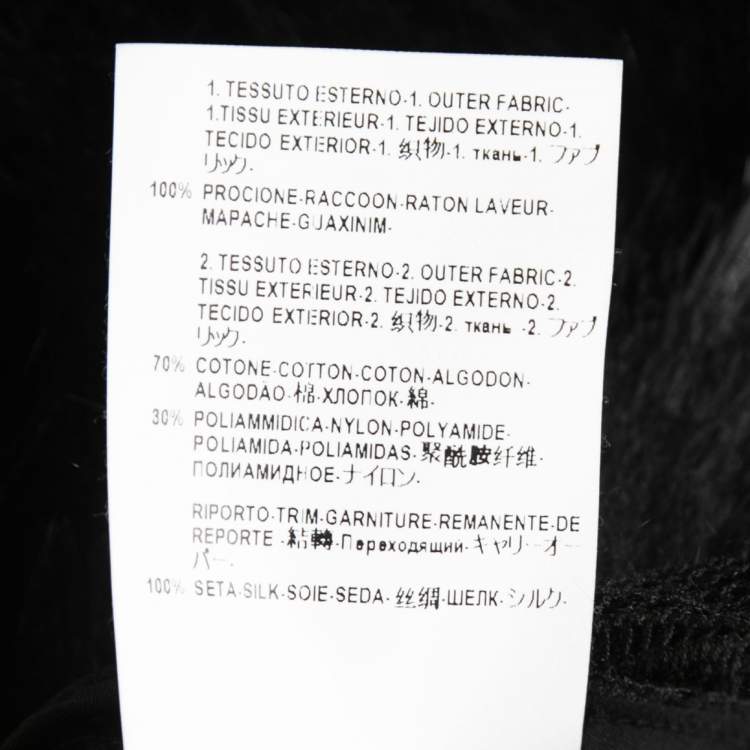 1. TESSUTO ESTERNO-1. OUTER FABRIC-
1.TISSU EXTERIEUR-1. TEJIDO EXTERNO-1.
TECIDO EXTERIOR-1. 织物-1. ткань-1. ファブ
リック-
100% PROCIONE-RACCOON-RATON LAVEUR-
MAPACHE-GUAXINIM-
2. TESSUTO ESTERNO-2. OUTER FABRIC-2.
TISSU EXTERIEUR-2. TEJIDO EXTERNO-2.
TECIDO EXTERIOR-2. 织物-2. ткань -2. ファブ
リック-
70% COTONE-COTTON-COTON-ALGODON-
ALGODÃO-棉-ХЛОПОК-綿-
30% POLIAMMIDICA-NYLON-POLYAMIDE-
POLIAMIDA-POLIAMIDAS-聚酰胺纤维-
ПОЛИАМИДНОЕ-ナイロン-
RIPORTO-TRIM-GARNITURE-REMANENTE-DE
REPORTE -結轉-Переходящий-キャリーオー
バー-
100% SETA-SILK-SOIE-SEDA-丝绸-ШЕЛК-シルク-